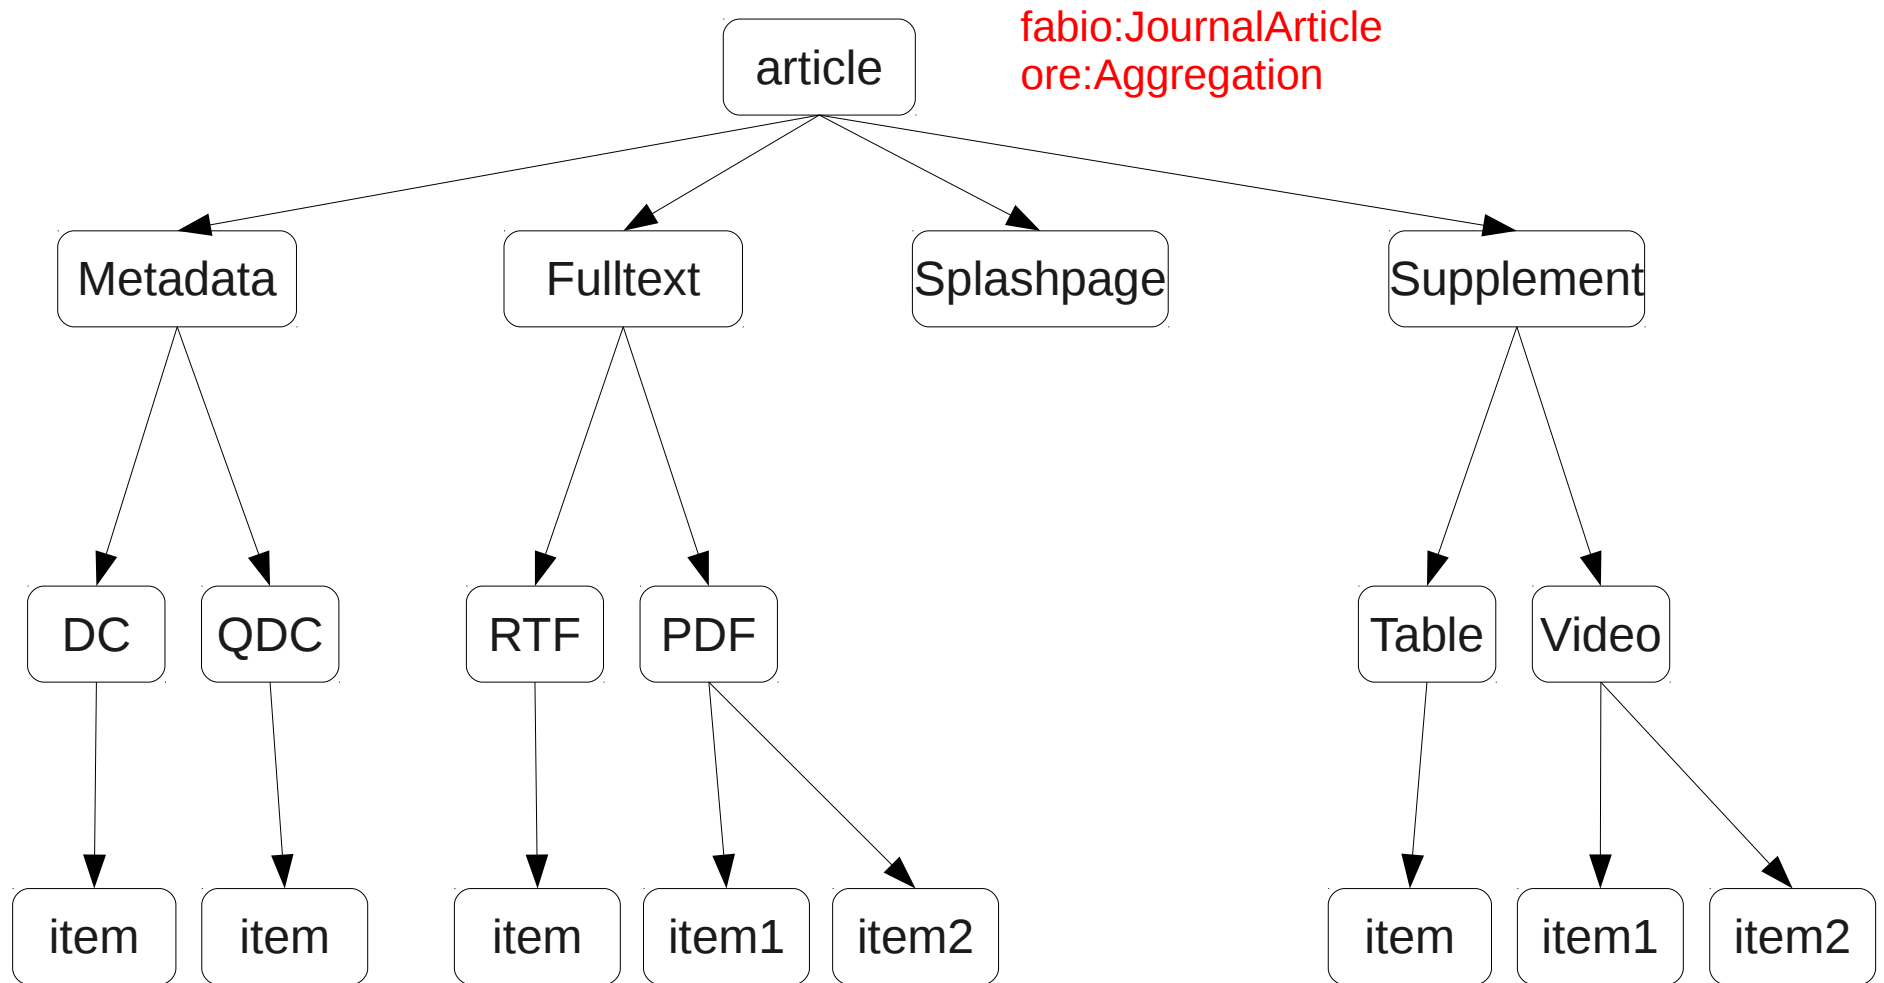 fabio:JournalArticle
ore:Aggregation
article
Metadata
Fulltext
Splashpage
Supplement
DC
QDC
RTF
PDF
Table
Video
item
item
item
item1
item2
item
item1
item2